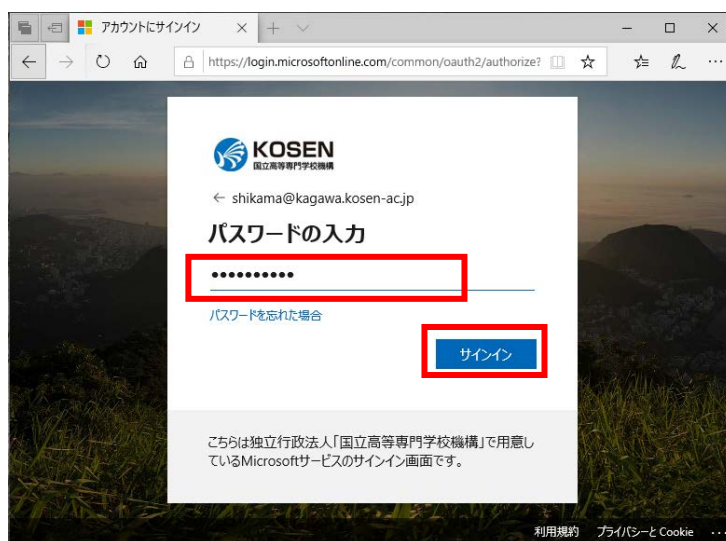 アカウントにサインイン
https://login.microsoftonline.com/common/oauth2/authorize?
KOSEN
国立高等専門学校機構
← shikama@kagawa.kosen-ac.jp
パスワードの入力
••••••••••
パスワードを忘れた場合
サインイン
こちらは独立行政法人「国立高等専門学校機構」で用意し
ているMicrosoftサービスのサインイン画面です。
利用規約 プライバシーと Cookie ...